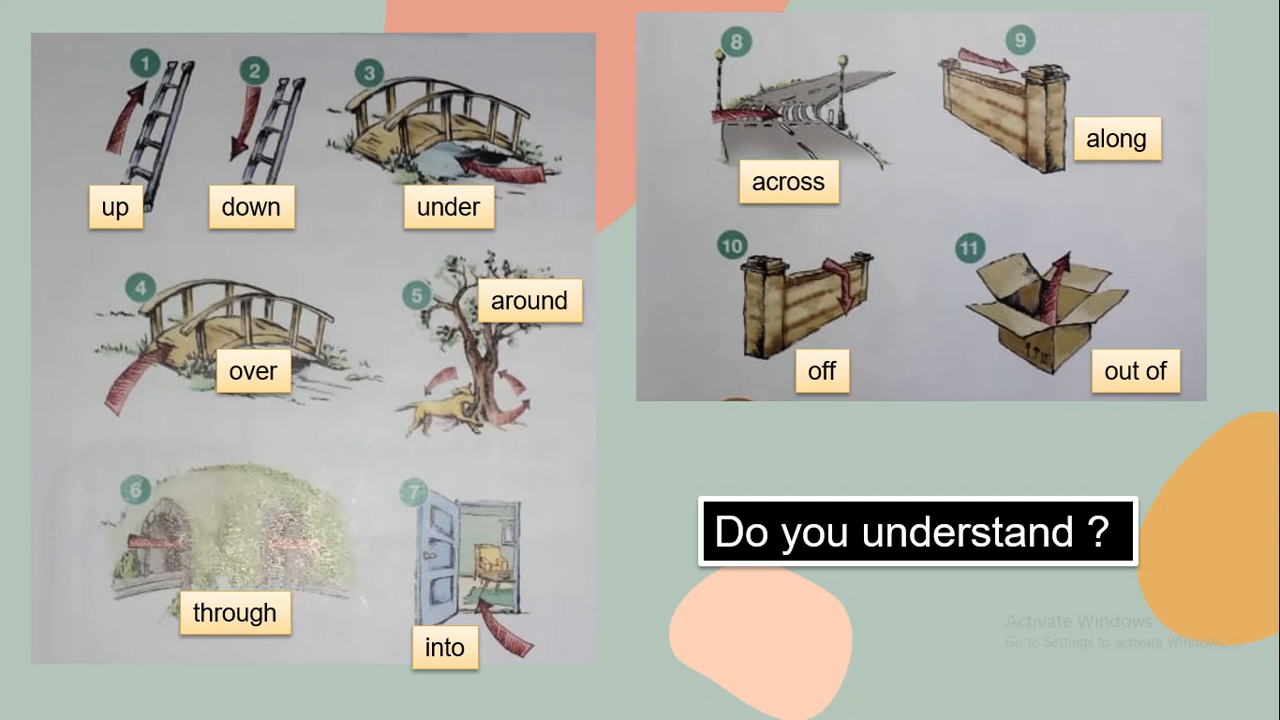 1
up
2
down
3
under
4
over
5
around
6
through
7
into
8
across
9
along
10
off
11
out of
Do you understand ?
Activate Windows
Go to Settings to activate Windows.